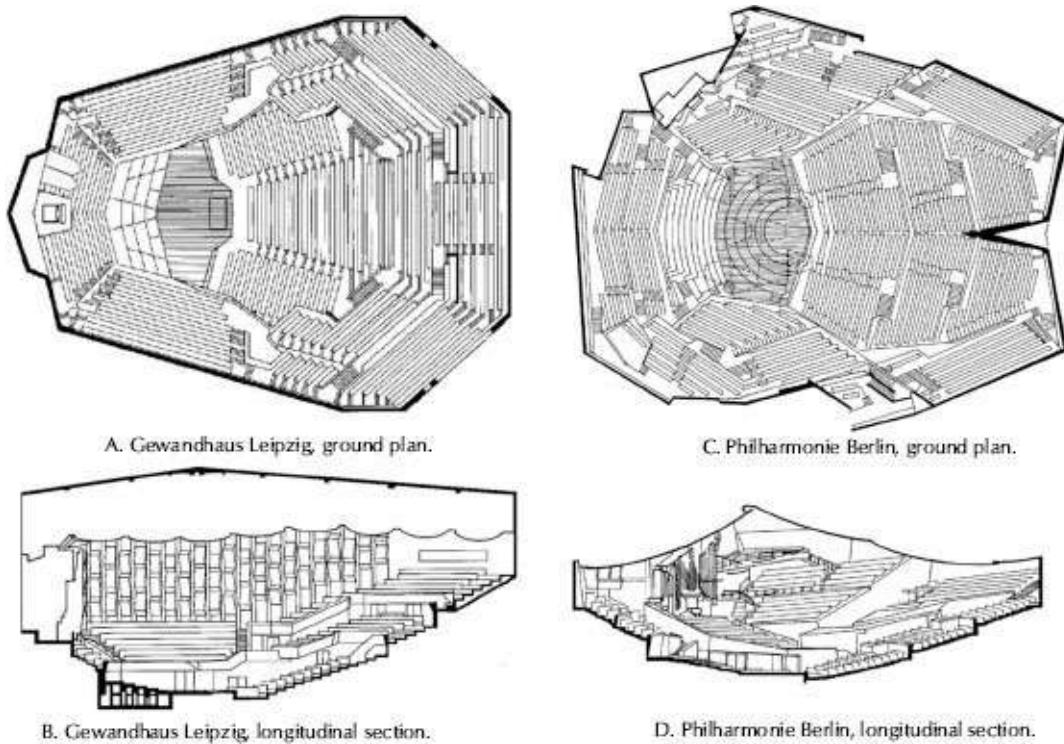 A. Gewandhaus Leipzig, ground plan.
C. Philharmonie Berlin, ground plan.
B. Gewandhaus Leipzig, longitudinal section.
D. Philharmonie Berlin, longitudinal section.